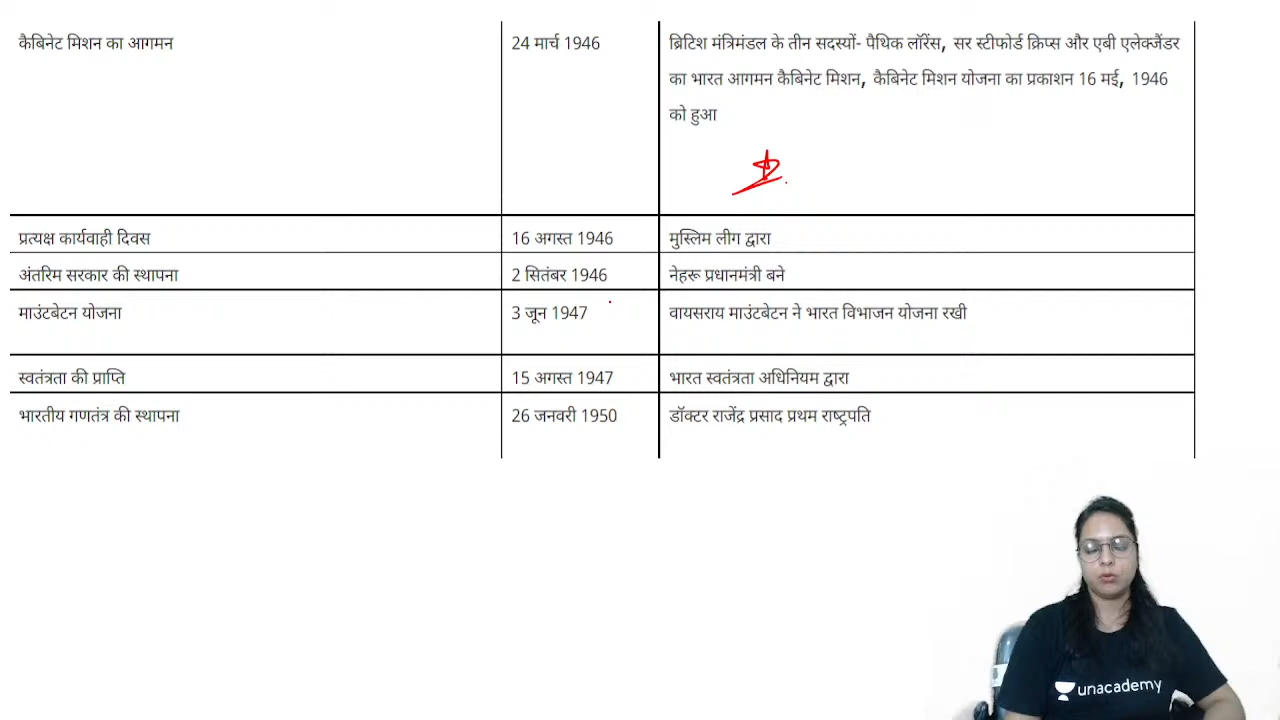 कैबिनेट मिशन का आगमन
24 मार्च 1946
ब्रिटिश मंत्रिमंडल के तीन सदस्यों- पैथिक लॉरेंस, सर स्टीफोर्ड क्रिप्स और एबी एलेक्जैंडर
का भारत आगमन कैबिनेट मिशन, कैबिनेट मिशन योजना का प्रकाशन 16 मई, 1946
को हुआ
प्रत्यक्ष कार्यवाही दिवस
16 अगस्त 1946
मुस्लिम लीग द्वारा
अंतरिम सरकार की स्थापना
2 सितंबर 1946
नेहरू प्रधानमंत्री बने
माउंटबेटन योजना
3 जून 1947
वायसराय माउंटबेटन ने भारत विभाजन योजना रखी
स्वतंत्रता की प्राप्ति
15 अगस्त 1947
भारत स्वतंत्रता अधिनियम द्वारा
भारतीय गणतंत्र की स्थापना
26 जनवरी 1950
डॉक्टर राजेंद्र प्रसाद प्रथम राष्ट्रपति
unacademy